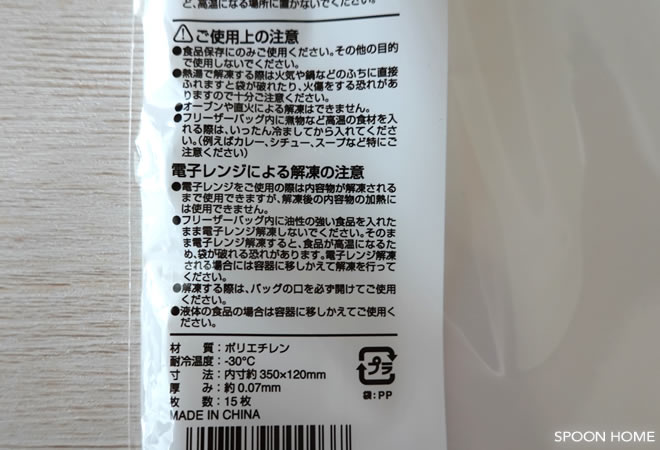 ど、高温になる場所に置かないでください。
ご使用上の注意
●食品保存にのみご使用ください。その他の目的
で使用しないでください。
●熱湯で解凍する際は火気や鍋などのふちに直接
ふれますと袋が破れたり、火傷をする恐れがあ
りますので十分ご注意ください。
●オーブンや直火による解凍はできません。
●フリーザーバッグ内に煮物など高温の食材を入
れる際は、いったん冷ましてから入れてくださ
い。(例えばカレー、シチュー、スープなど特にご
注意ください)
電子レンジによる解凍の注意
●電子レンジをご使用の際は内容物が解凍される
まで使用できますが、解凍後の内容物の加熱に
は使用できません。
●フリーザーバッグ内に油性の強い食品を入れた
まま電子レンジ解凍しないでください。そのま
ま電子レンジ解凍すると、食品が高温になるた
め、袋が破れる恐れがあります。電子レンジ解凍
される場合には容器に移しかえて解凍を行って
ください。
●解凍する際は、バッグの口を必ず開けてご使用
ください。
●液体の食品の場合は容器に移しかえてご使用く
ださい。
材 質：ポリエチレン
耐冷温度：-30℃
寸 法：内寸約350×120mm
厚 み：約0.07mm
枚 数：15枚
MADE IN CHINA
プラ
袋：PP
SPOON HOME